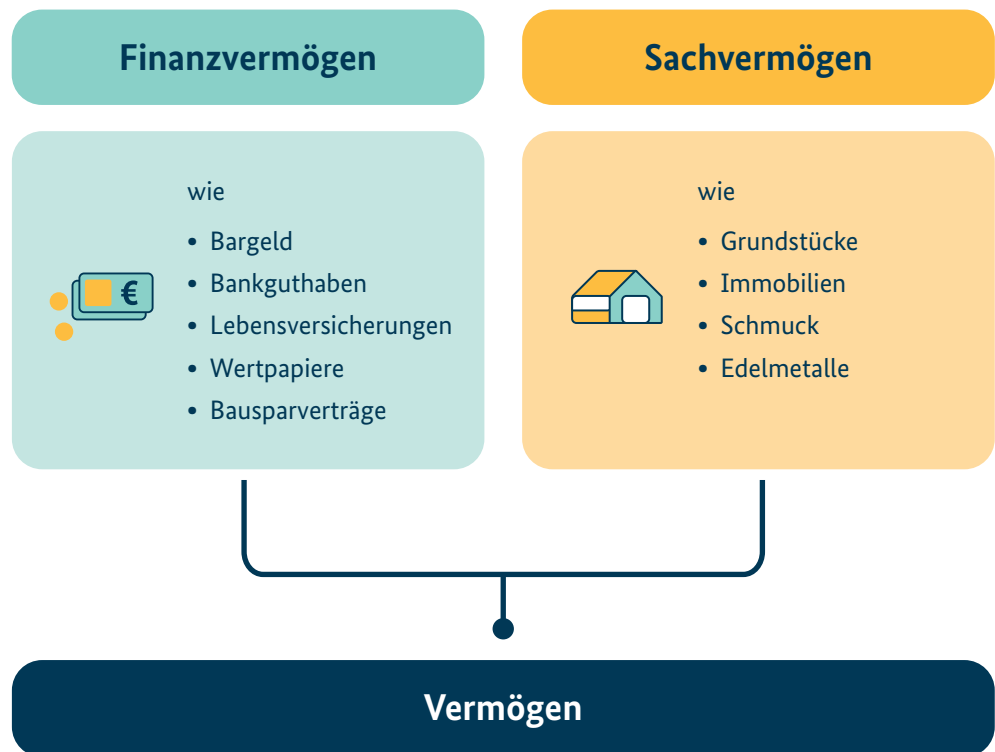 Finanzvermögen
wie
• Bargeld
• Bankguthaben
• Lebensversicherungen
• Wertpapiere
• Bausparverträge
€
Sachvermögen
wie
• Grundstücke
• Immobilien
• Schmuck
• Edelmetalle
Vermögen